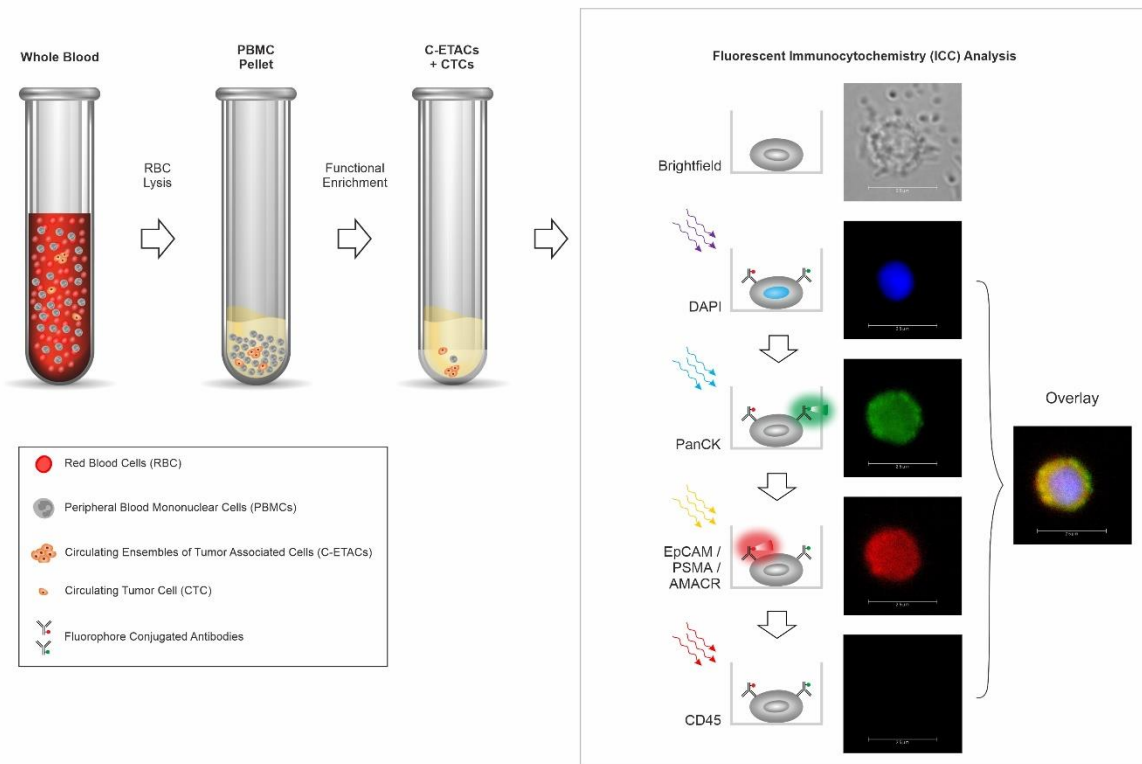 Whole Blood
PBMC
Pellet
C-ETACs
+ CTCs
RBC
Lysis
Functional
Enrichment
Red Blood Cells (RBC)
Peripheral Blood Mononuclear Cells (PBMCs)
Circulating Ensembles of Tumor Associated Cells (C-ETACs)
Circulating Tumor Cell (CTC)
Fluorophore Conjugated Antibodies
Fluorescent Immunocytochemistry (ICC) Analysis
Brightfield
DAPI
PanCK
EpCAM /
PSMA /
AMACR
CD45
Overlay